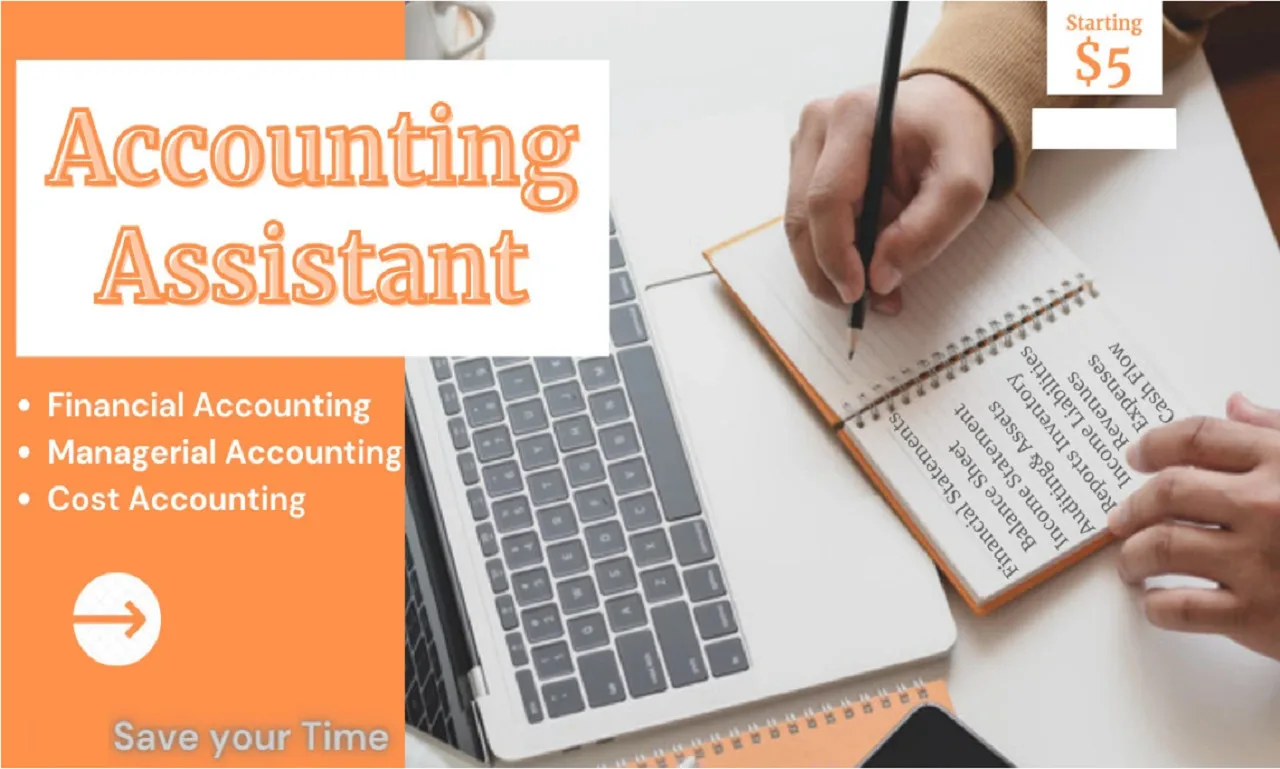 Accounting
Assistant
Starting
$5
• Financial Accounting
• Managerial Accounting
• Cost Accounting
Financial Statements
Balance Sheet
Income Statement
Auditing& Assets
Reports Inventory
Income Liabilities
Revenues
Expenses
Cash Flow
Save your Time